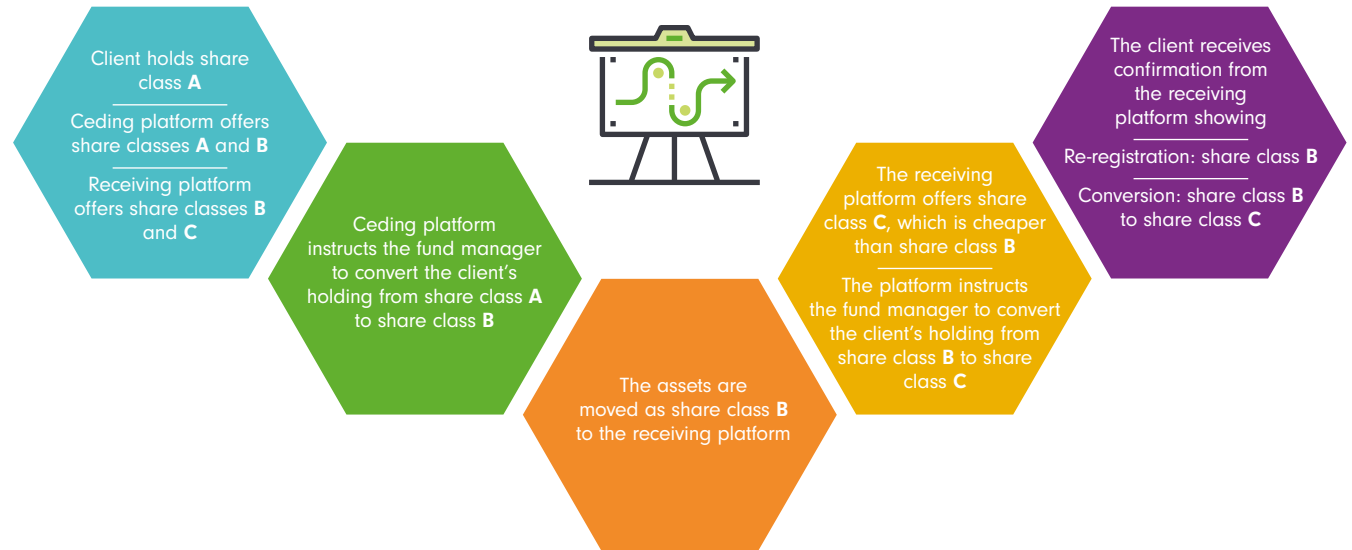 Client holds share
class A
Ceding platform offers
share classes A and B
Receiving platform
offers share classes B
and C
Ceding platform
instructs the fund manager
to convert the client's
holding from share class A
to share class B
The assets are
moved as share class B
to the receiving platform
The receiving
platform offers share
class C, which is cheaper
than share class B
The platform instructs
the fund manager to convert
the client's holding from
share class B to share
class C
The client receives
confirmation from
the receiving
platform showing
Re-registration: share class B
Conversion: share class B
to share class C